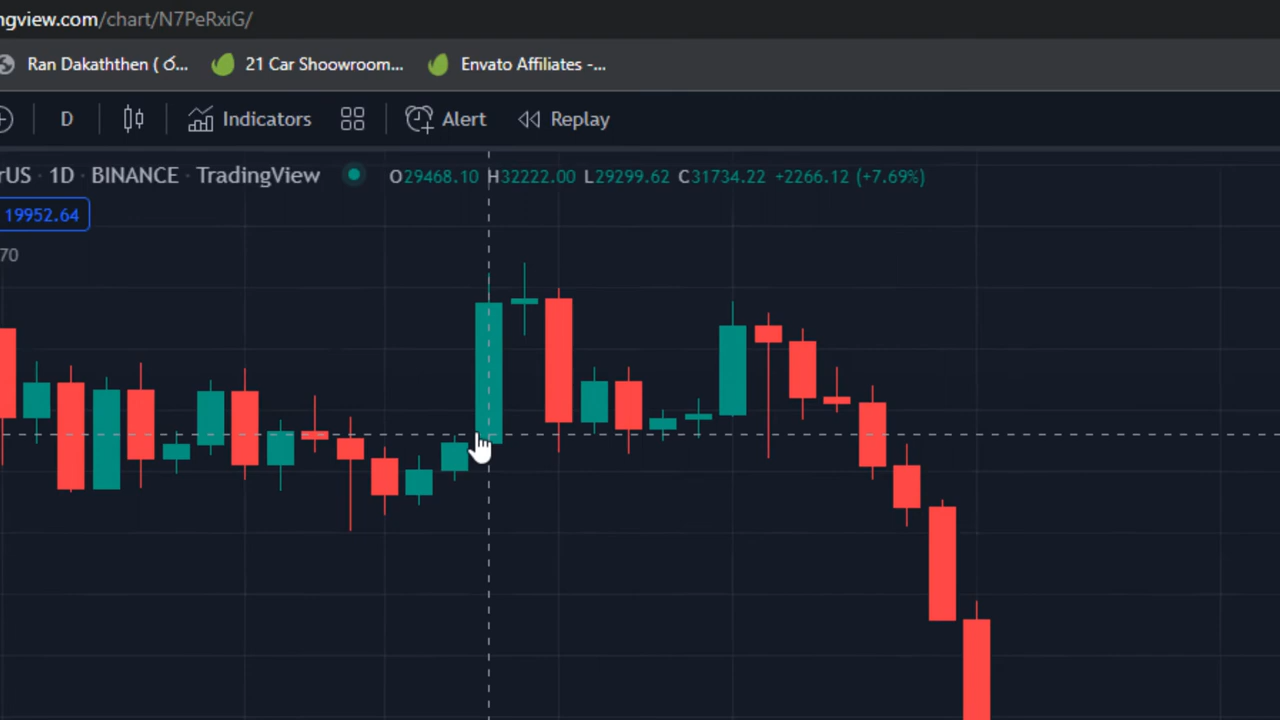 ngview.com/chart/N7PeRxiG/
Ran Dakaththen ( ඊ... 21 Car Shoowroom... Envato Affiliates -...
D Indicators Alert Replay
rUS · 1D · BINANCE · TradingView O29468.10 H32222.00 L29299.62 C31734.22 +2266.12 (+7.69%)
19952.64
70